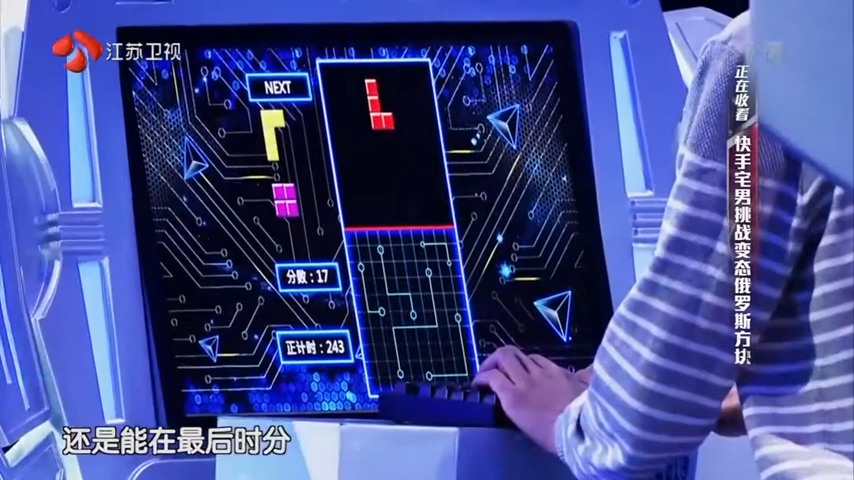 江苏卫视
NEXT
分数:17
正计时:243
正在收看
快手宅男挑战变态俄罗斯方块
还是能在最后时分